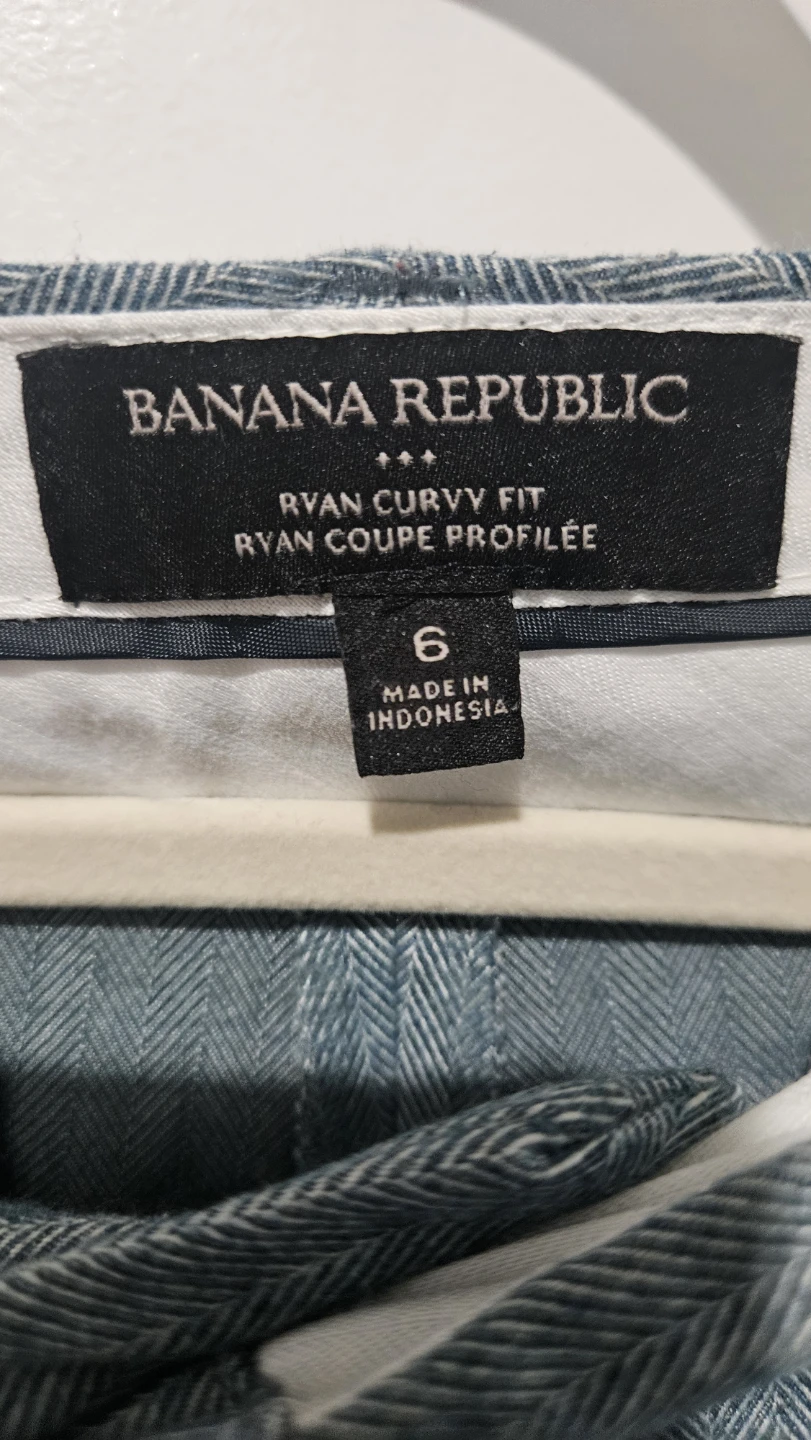 BANANA REPUBLIC
RYAN CURVY FIT
RYAN COUPE PROFILÉE
6
MADE IN
INDONESIA